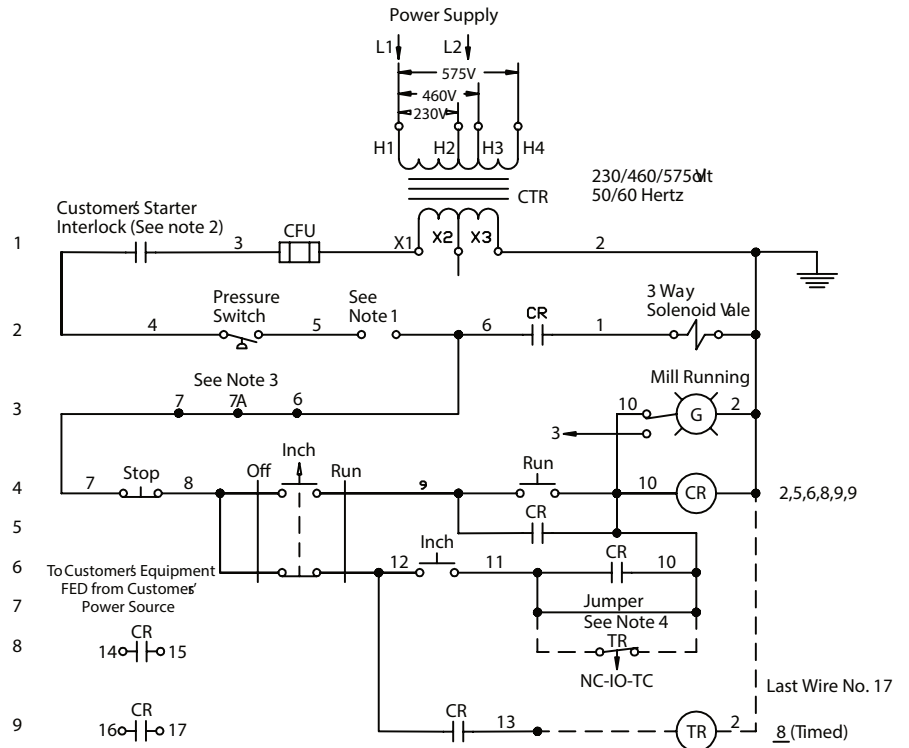 Power Supply
L1 L2
575V
460V
230V
H1 H2 H3 H4
230/460/575Volt
50/60 Hertz
CTR
Customer's Starter
Interlock (See note 2)
1 3 CFU X1 X2 X3 2
Pressure
Switch
See
Note 1
3 Way
Solenoid Vale
2 4 5 6 CR 1
See Note 3
Mill Running
3 7 7A 6 10 G 2
3
Stop Off Inch Run Run
4 7 8 9 10 CR 2,5,6,8,9,9
5 CR
Inch
6 12 11 CR 10
To Customer's Equipment
FED from Customer'
Power Source
7 Jumper
See Note 4
8 CR TR
14 15
NC-IO-TC
Last Wire No. 17
9 CR CR 13 TR 2 8 (Timed)
16 17